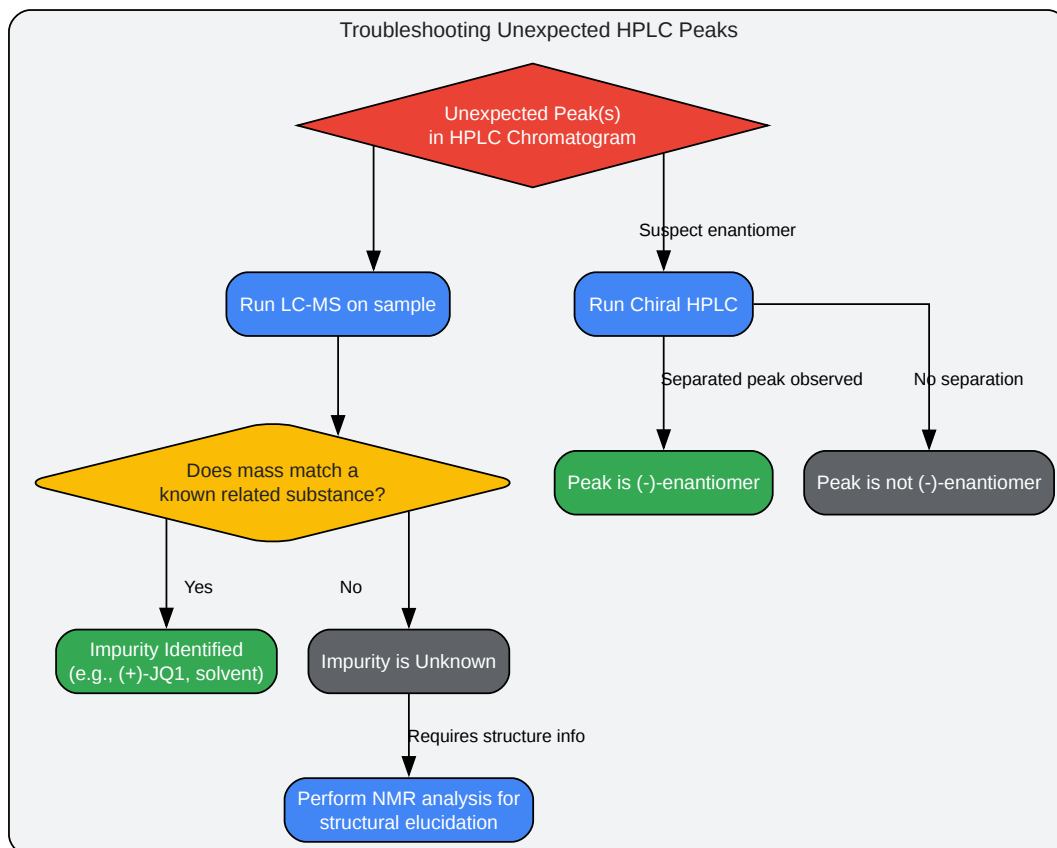 Troubleshooting Unexpected HPLC Peaks
Unexpected Peak(s)
in HPLC Chromatogram
Suspect enantiomer
Run LC-MS on sample
Run Chiral HPLC
Separated peak observed
No separation
Does mass match a
known related substance?
Peak is (-)-enantiomer
Peak is not (-)-enantiomer
Yes
No
Impurity Identified
(e.g., (+)-JQ1, solvent)
Impurity is Unknown
Requires structure info
Perform NMR analysis for
structural elucidation